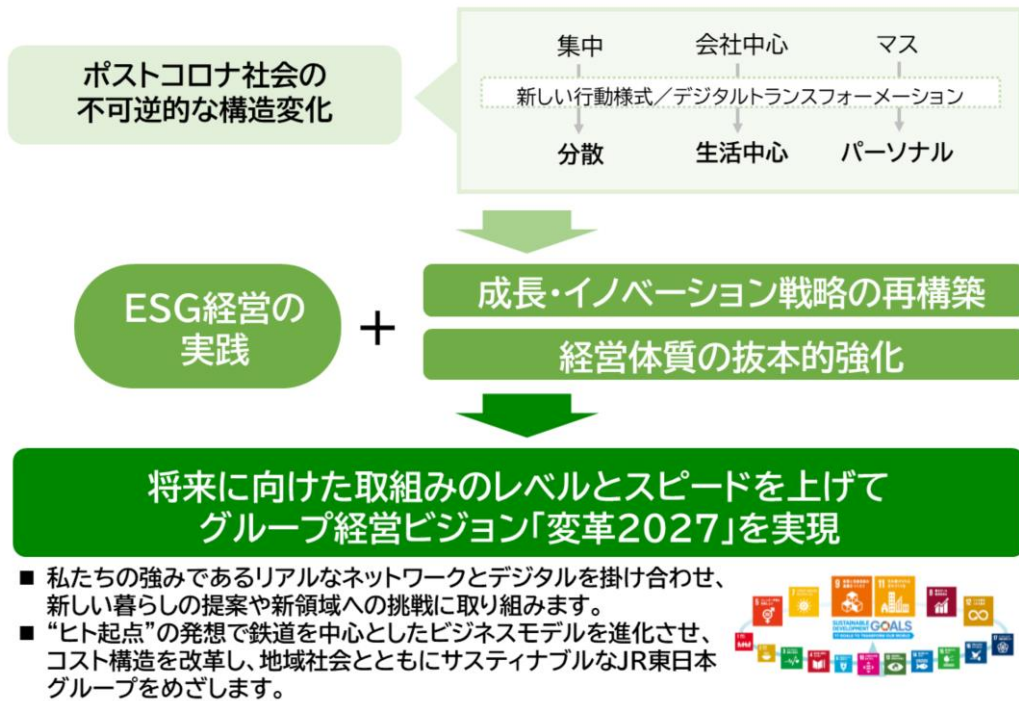 ポストコロナ社会の
不可逆的な構造変化
集中 会社中心 マス
新しい行動様式／デジタルトランスフォーメーション
分散 生活中心 パーソナル
ESG経営の
実践
＋
成長・イノベーション戦略の再構築
経営体質の抜本的強化
将来に向けた取組みのレベルとスピードを上げて
グループ経営ビジョン「変革2027」を実現
■ 私たちの強みであるリアルなネットワークとデジタルを掛け合わせ、
新しい暮らしの提案や新領域への挑戦に取り組みます。
■ “ヒト起点”の発想で鉄道を中心としたビジネスモデルを進化させ、
コスト構造を改革し、地域社会とともにサスティナブルなJR東日本
グループをめざします。
SUSTAINABLE
DEVELOPMENT GOALS